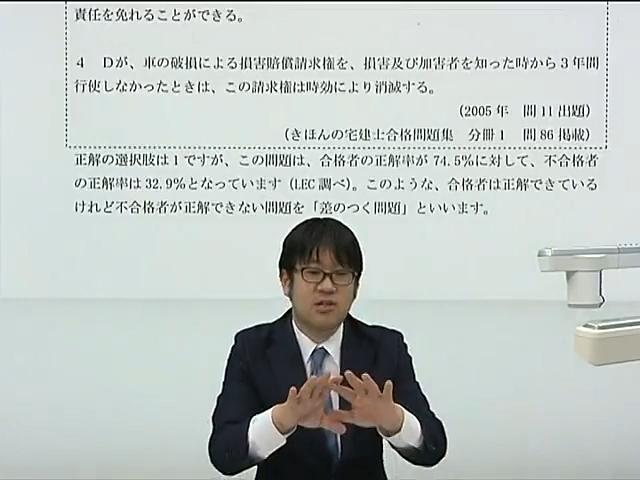 責任を免れることができる。
4 Dが、車の破損による損害賠償請求権を、損害及び加害者を知った時から3年間
行使しなかったときは、この請求権は時効により消滅する。
(2005年 問11出題)
(きほんの宅建士合格問題集 分冊1 問86掲載)
正解の選択肢は1ですが、この問題は、合格者の正解率が74.5%に対して、不合格者
の正解率は32.9%となっています(LEC調べ)。このような、合格者は正解できている
けれど不合格者が正解できない問題を「差のつく問題」といいます。